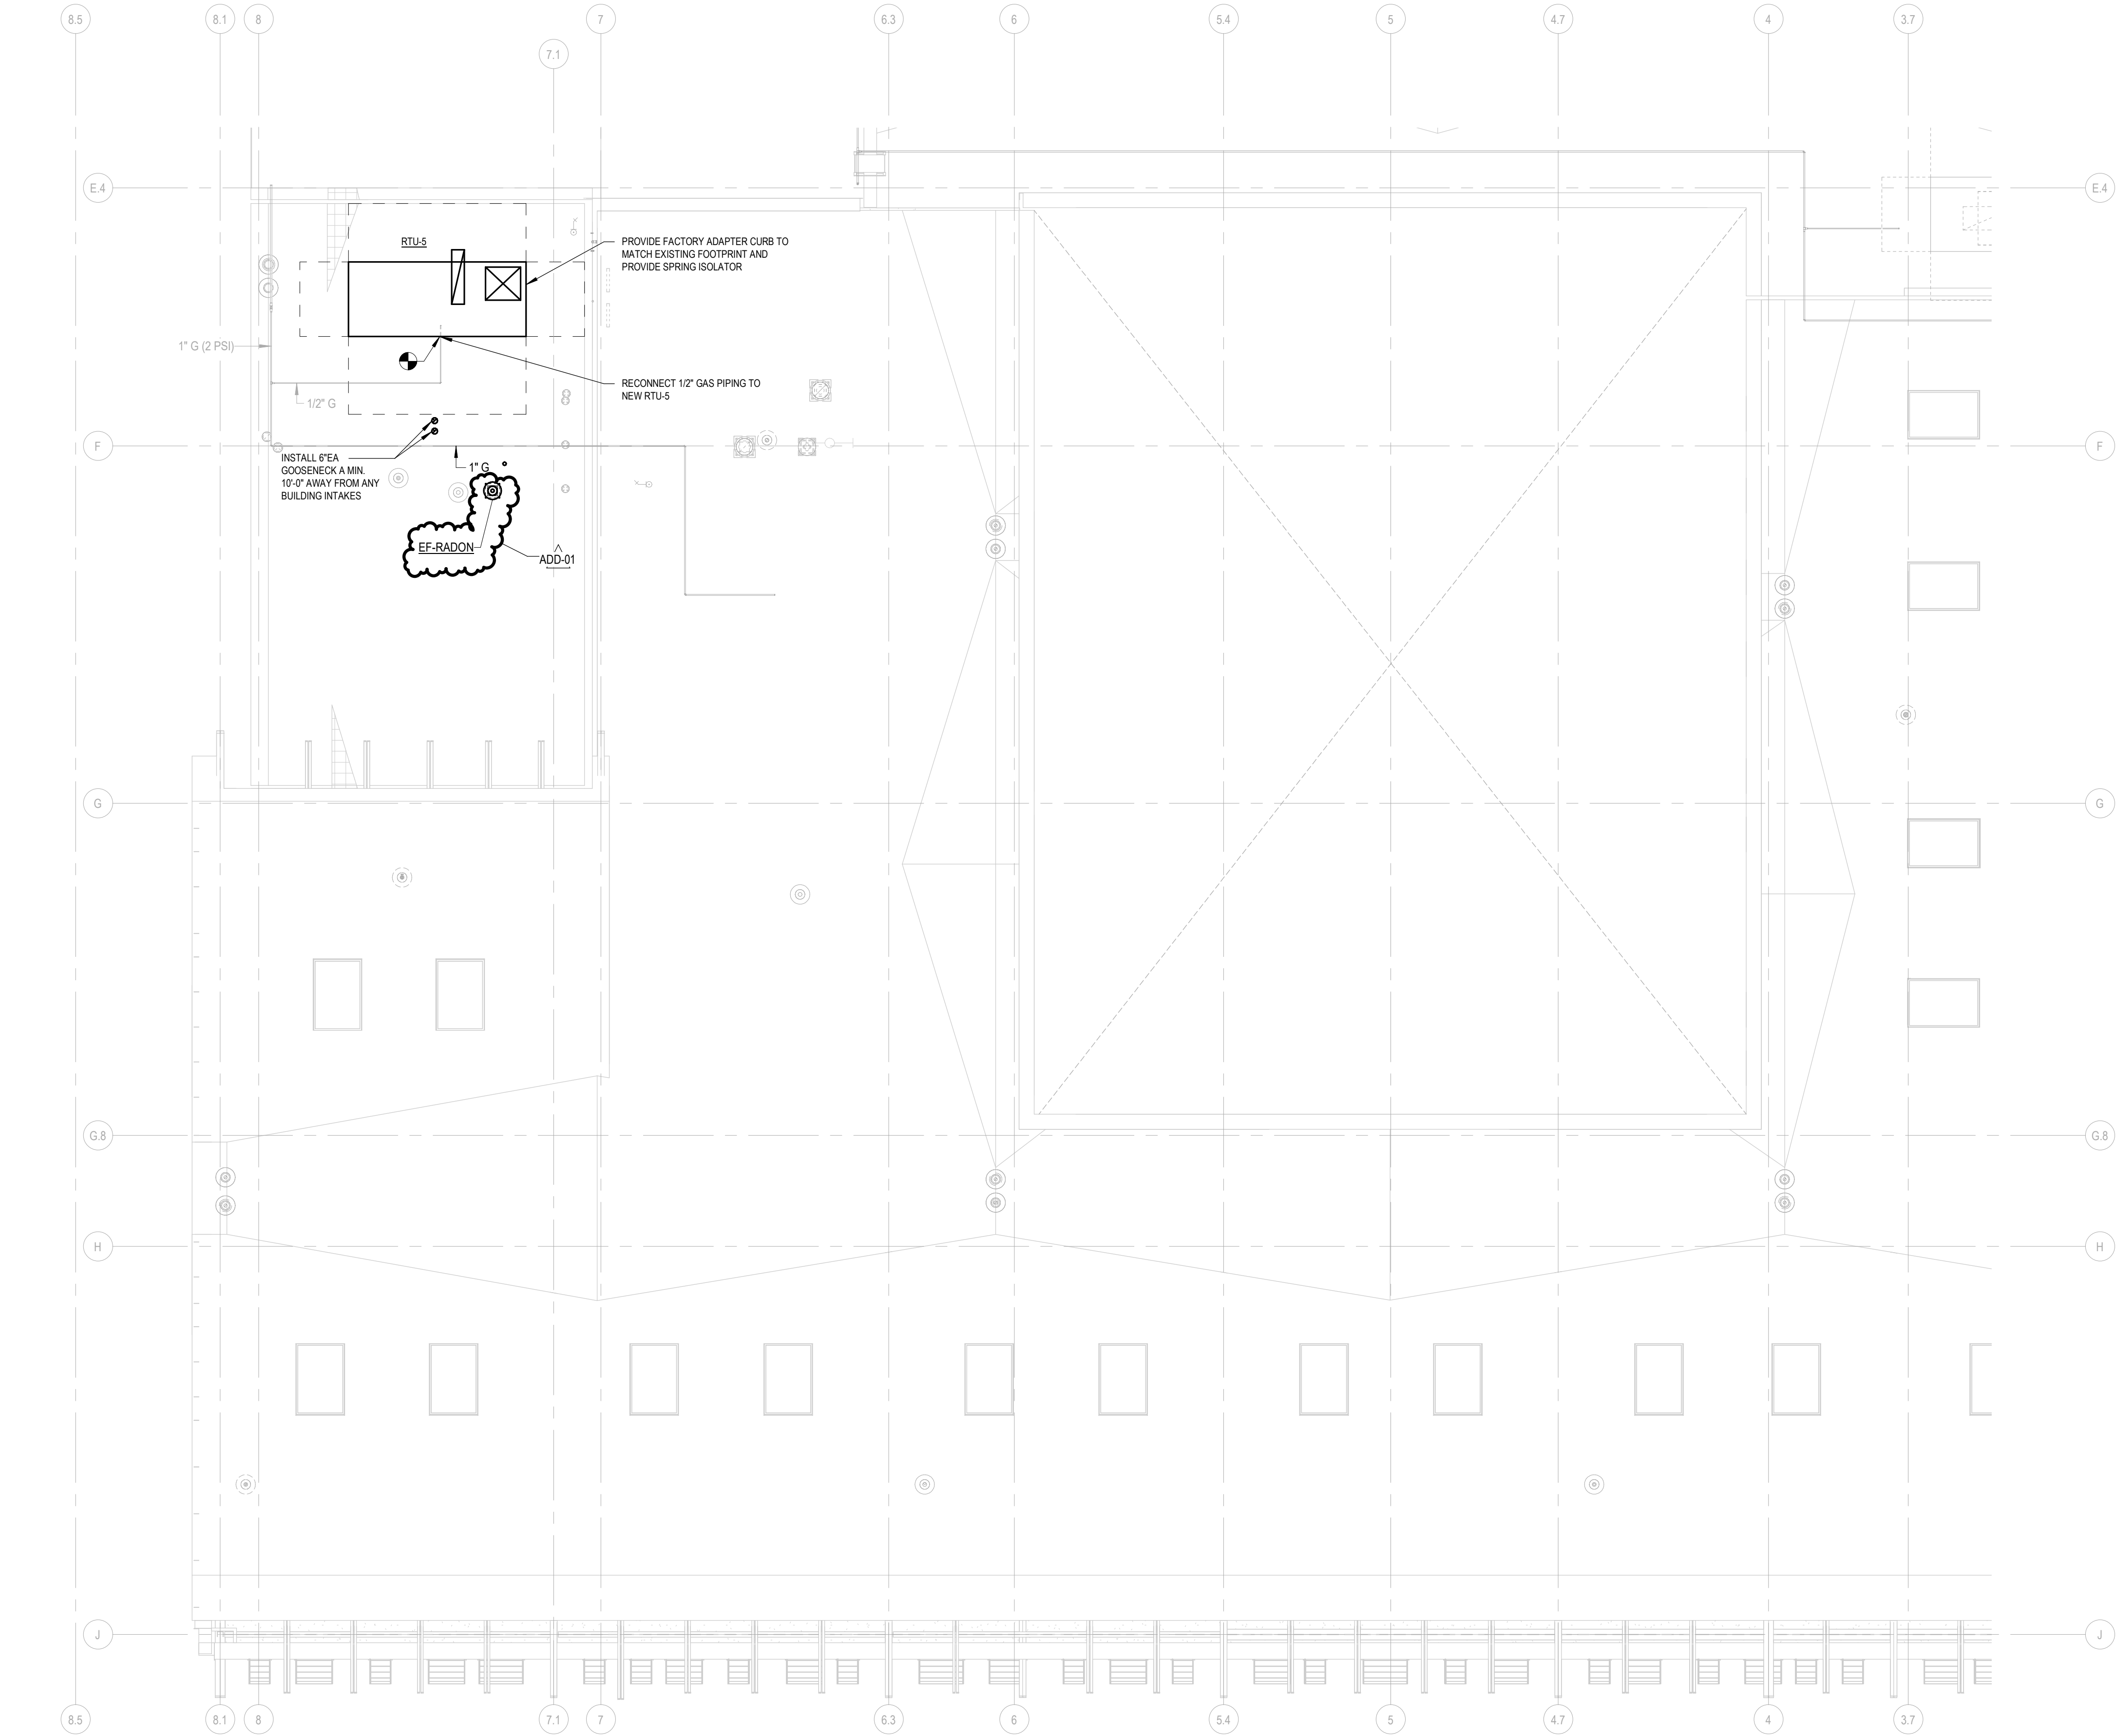 8.5
8.1
8
7
6.3
6
5.4
5
4.7
4
3.7
7.1
E.4
E.4
RTU-5
PROVIDE FACTORY ADAPTER CURB TO
MATCH EXISTING FOOTPRINT AND
PROVIDE SPRING ISOLATOR
1" G (2 PSI)
RECONNECT 1/2" GAS PIPING TO
NEW RTU-5
1/2" G
F
F
INSTALL 6"EA
GOOSENECK A MIN.
10'-0" AWAY FROM ANY
BUILDING INTAKES
1" G
EF-RADON
ADD-01
G
G
G.8
G.8
H
H
J
J
8.5
8.1
8
7.1
7
6.3
6
5.4
5
4.7
4
3.7